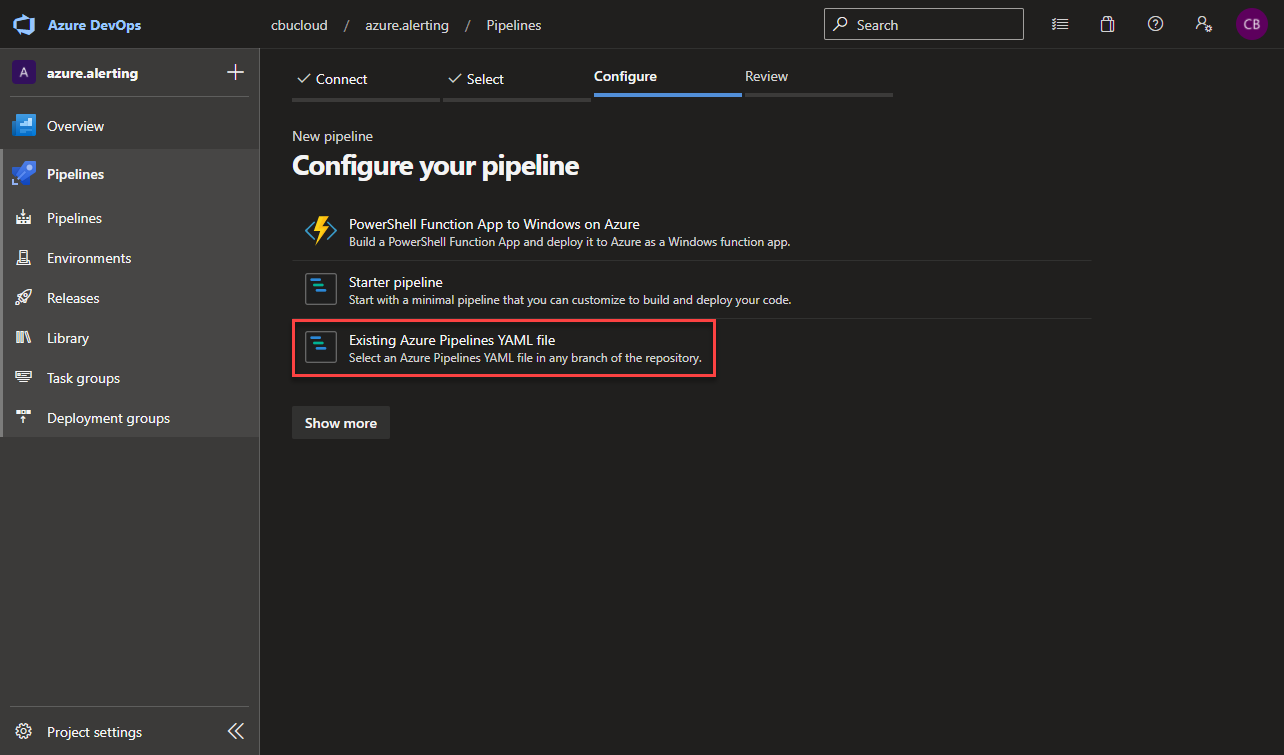 Azure DevOps
cbucloud / azure.alerting / Pipelines
Search
CB
A azure.alerting
Overview
Pipelines
Pipelines
Environments
Releases
Library
Task groups
Deployment groups
Project settings
Connect
Select
Configure
Review
New pipeline
Configure your pipeline
PowerShell Function App to Windows on Azure
Build a PowerShell Function App and deploy it to Azure as a Windows function app.
Starter pipeline
Start with a minimal pipeline that you can customize to build and deploy your code.
Existing Azure Pipelines YAML file
Select an Azure Pipelines YAML file in any branch of the repository.
Show more